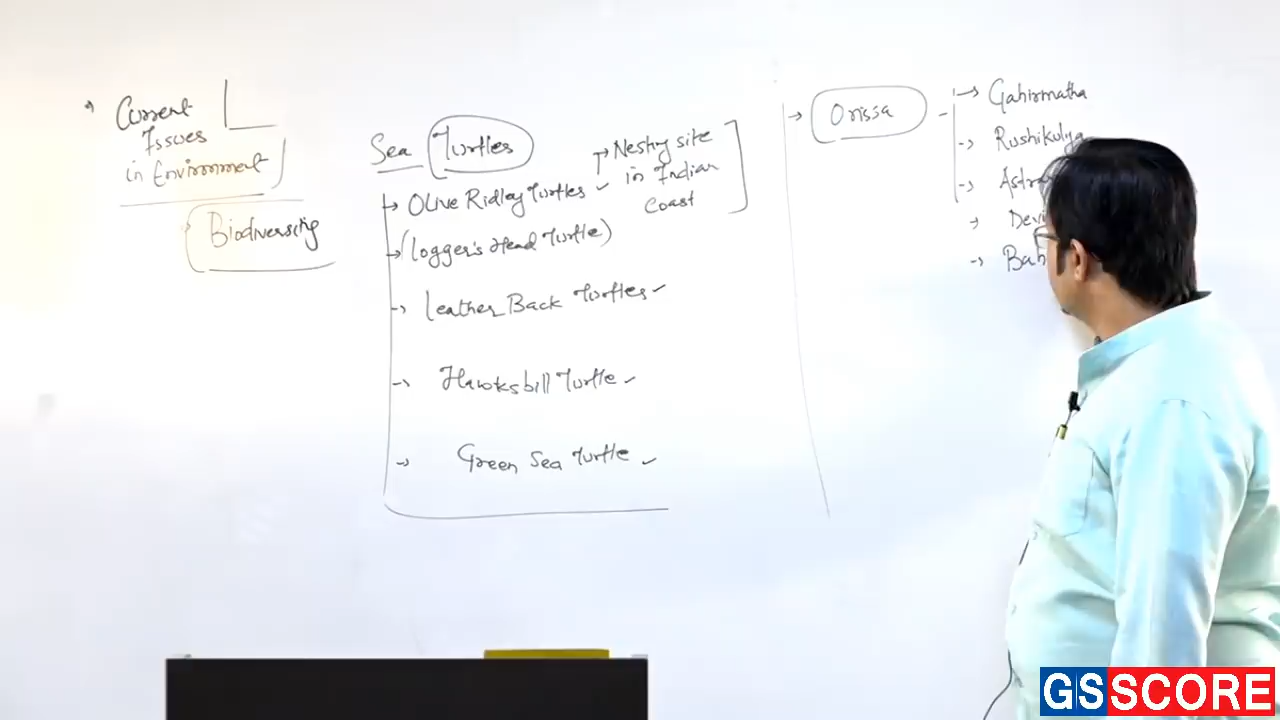 Current
Issues
in Environment
Biodiversity
Sea Turtles
→ Olive Ridley Turtles ✓
→ Nesting site
in Indian
Coast
→ (Logger's Head Turtle)
→ Leather Back Turtles ✓
→ Hawksbill Turtle ✓
→ Green Sea Turtle ✓
→ Orissa
→ Gahirmatha
→ Rushikulya
→
→
→
GSSCORE